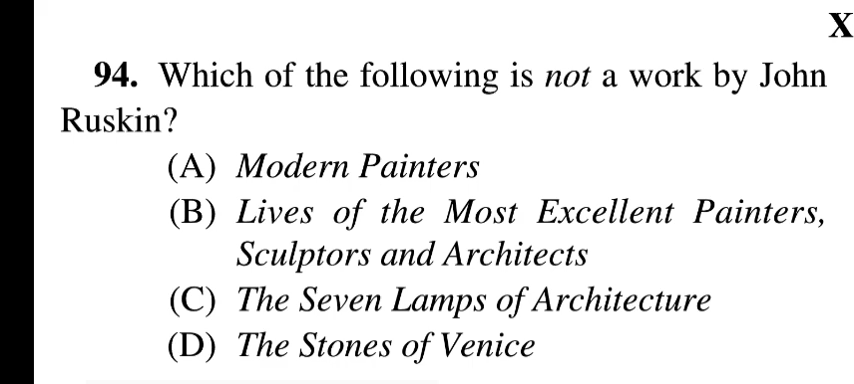 X
94. Which of the following is not a work by John
Ruskin?
(A) Modern Painters
(B) Lives of the Most Excellent Painters,
Sculptors and Architects
(C) The Seven Lamps of Architecture
(D) The Stones of Venice